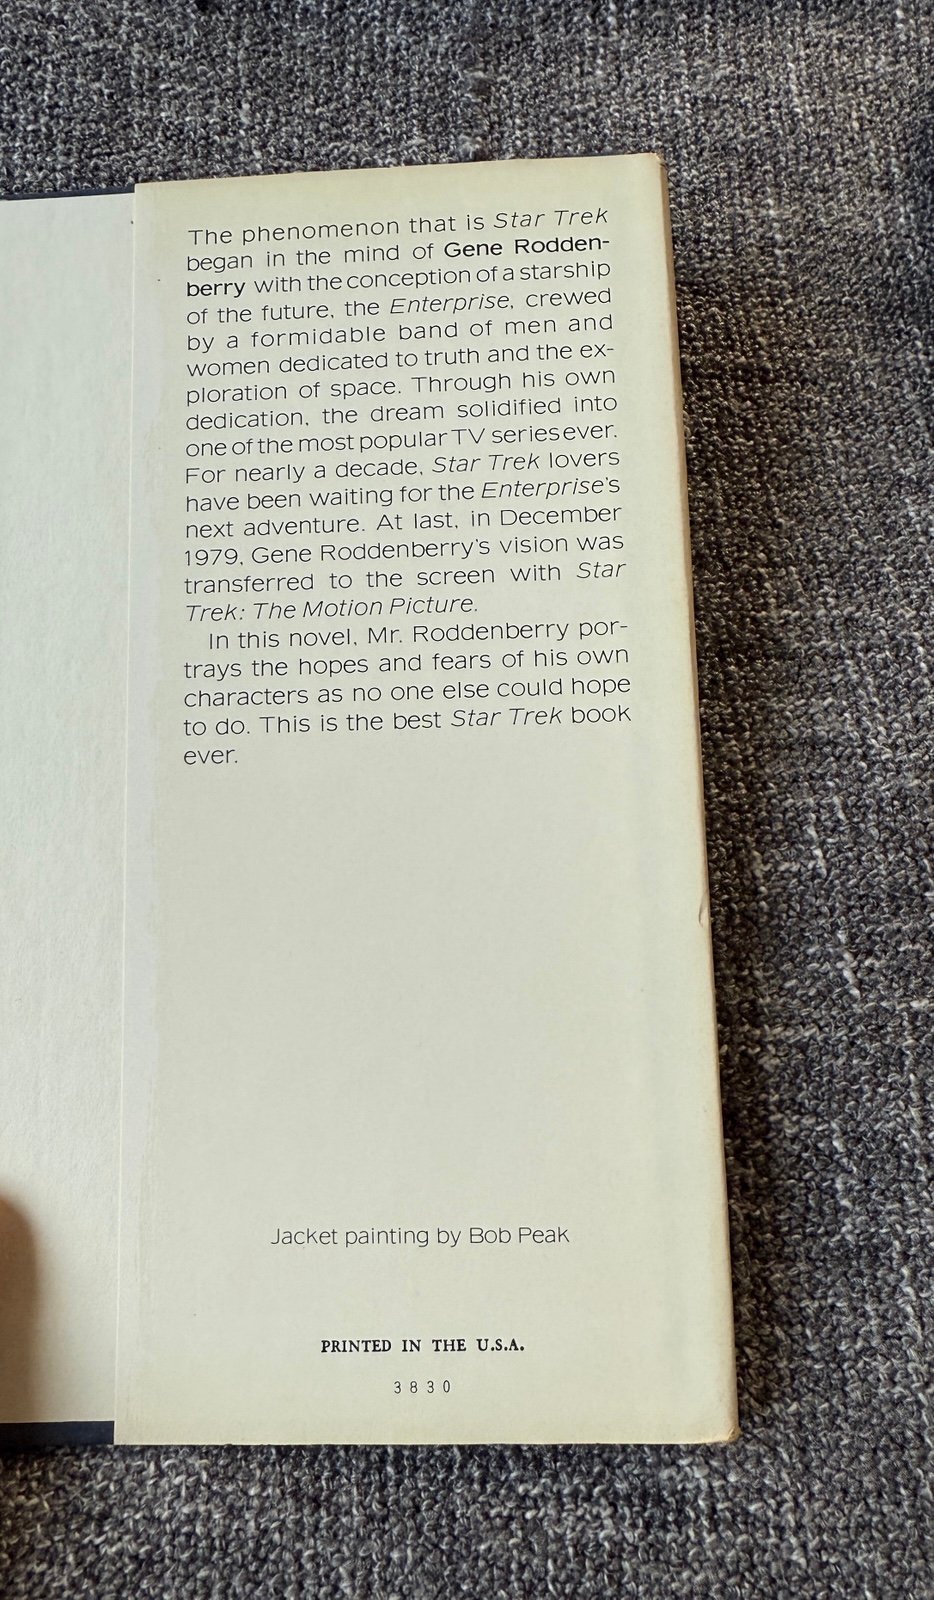 The phenomenon that is Star Trek
began in the mind of Gene Rodden-
berry with the conception of a starship
of the future, the Enterprise, crewed
by a formidable band of men and
women dedicated to truth and the ex-
ploration of space. Through his own
dedication, the dream solidified into
one of the most popular TV series ever.
For nearly a decade, Star Trek lovers
have been waiting for the Enterprise's
next adventure. At last, in December
1979, Gene Roddenberry's vision was
transferred to the screen with Star
Trek: The Motion Picture.
In this novel, Mr. Roddenberry por-
trays the hopes and fears of his own
characters as no one else could hope
to do. This is the best Star Trek book
ever.
Jacket painting by Bob Peak
PRINTED IN THE U.S.A.
3830